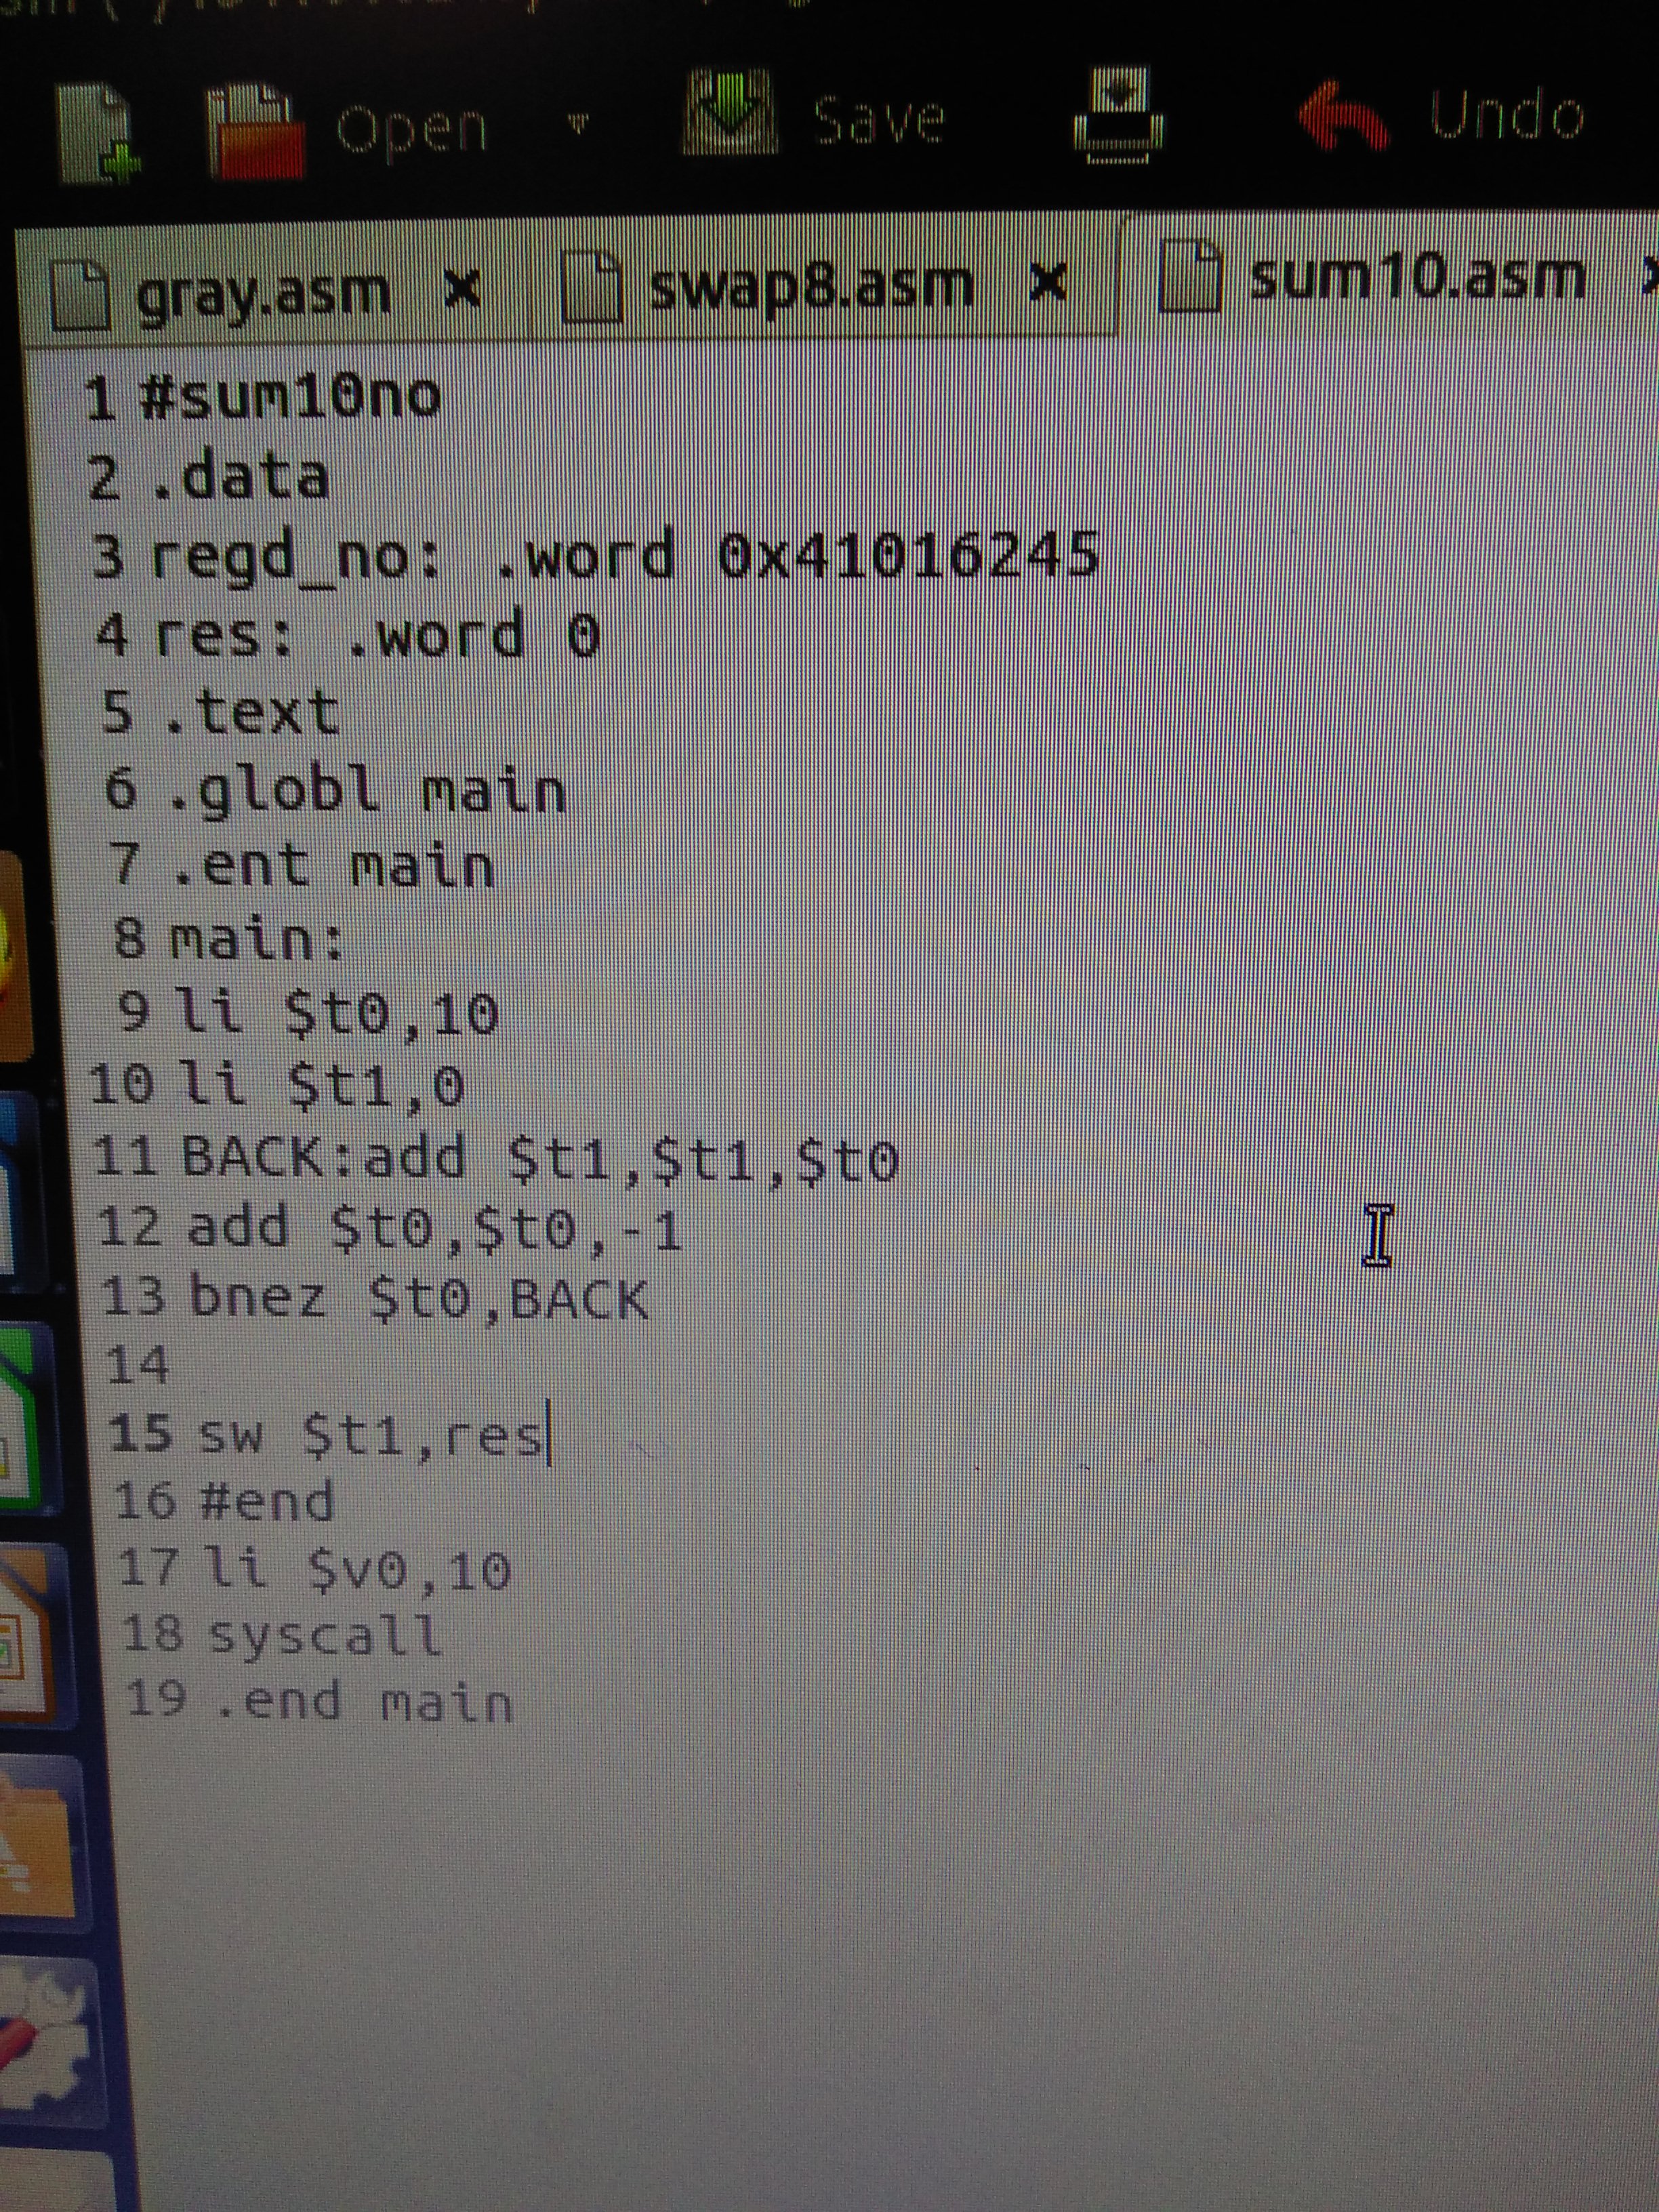 Open Save Undo
gray.asm swap8.asm sum10.asm
1 #sum10no
2 .data
3 regd_no: .word 0x41016245
4 res: .word 0
5 .text
6 .globl main
7 .ent main
8 main:
9 li $t0,10
10 li $t1,0
11 BACK:add $t1,$t1,$t0
12 add $t0,$t0,-1
13 bnez $t0,BACK
14
15 sw $t1,res
16 #end
17 li $v0,10
18 syscall
19 .end main